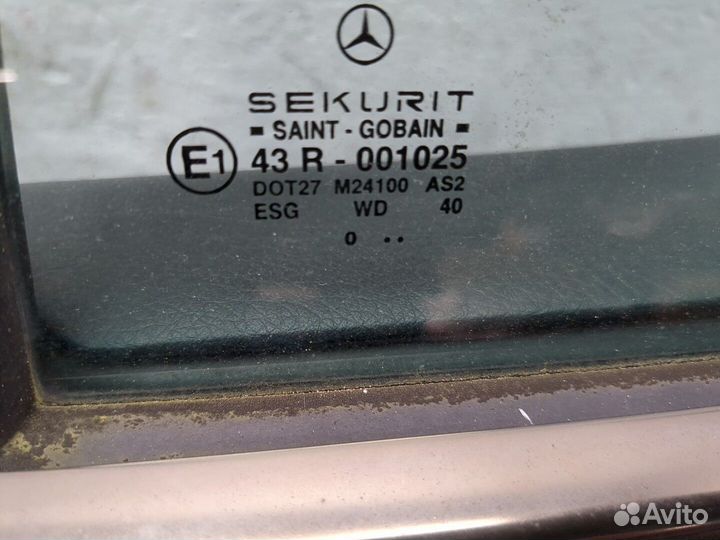 SEKURIT
SAINT - GOBAIN
E1 43 R - 001025
DOT27 M24100 AS2
ESG WD 40
0 ..
Avito